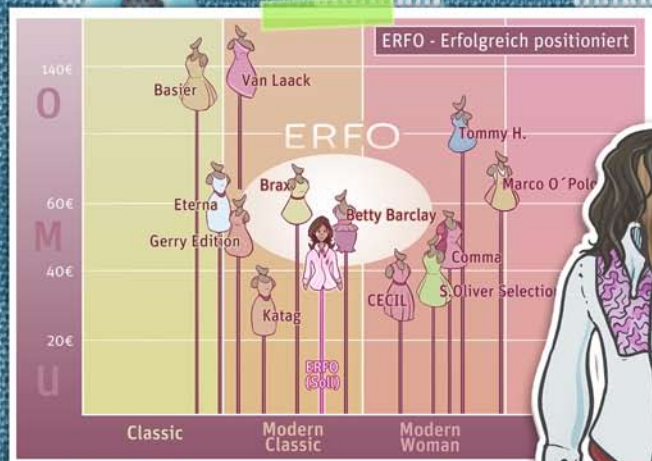 ERFO - Erfolgreich positioniert
140€
O
Van Laack
Basier
ERFO
Tommy H.
Brax
Marco O´Polo
60€
Eterna
Betty Barclay
M
Gerry Edition
Comma
40€
CECIL
S.Oliver Selection
Katag
20€
ERFO
(Soll)
U
Classic
Modern
Classic
Modern
Woman